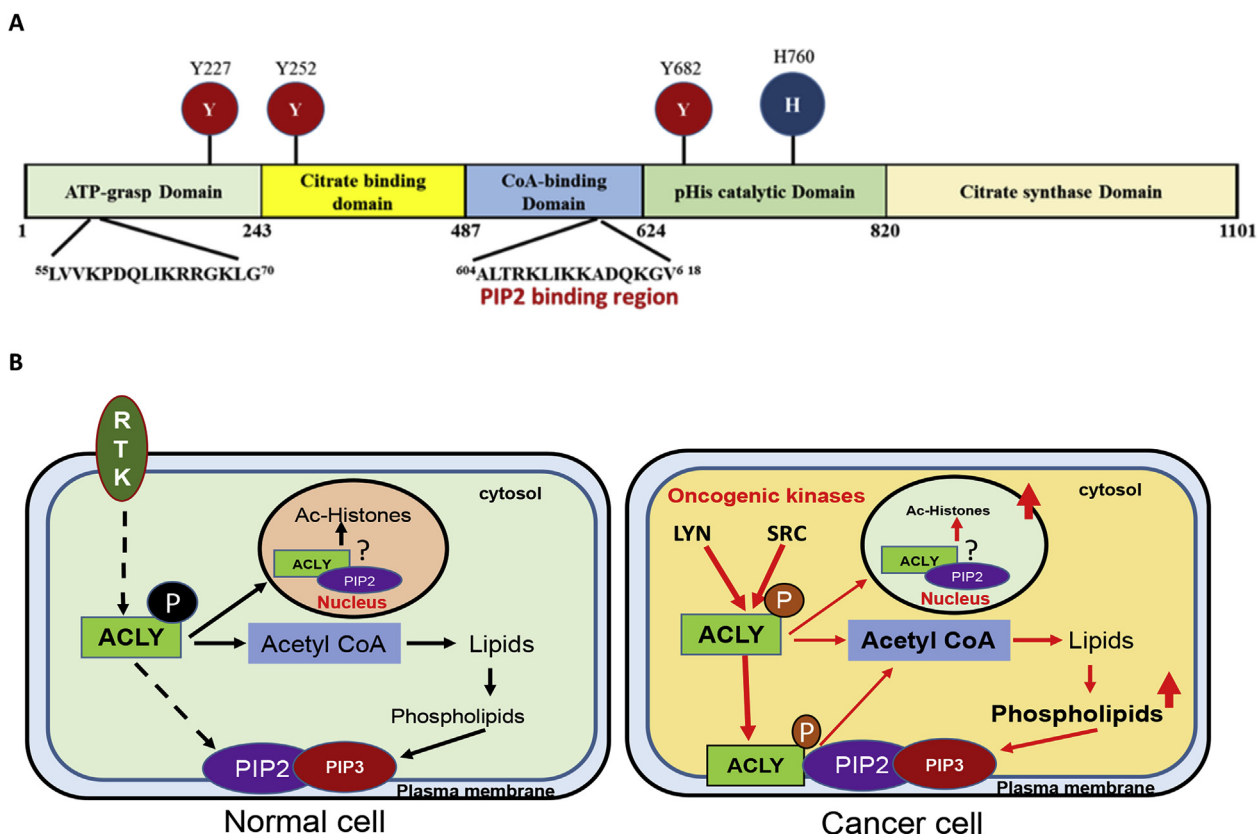 A
Y227
Y252
Y682
H760
Y
Y
Y
H
ATP-grasp Domain
Citrate binding
domain
CoA-binding
Domain
pHis catalytic Domain
Citrate synthase Domain
1
243
487
624
820
1101
55LVVKPDQLIKRRGKLG70
604ALTRKLIKKADQKGV6 18
PIP2 binding region
B
R
T
K
cytosol
Ac-Histones
?
ACLY
PIP2
Nucleus
P
ACLY
Acetyl CoA
Lipids
Phospholipids
PIP2
PIP3
Plasma membrane
Normal cell
cytosol
Oncogenic kinases
LYN
SRC
Ac-Histones
?
ACLY
PIP2
Nucleus
P
ACLY
Acetyl CoA
Lipids
Phospholipids
P
ACLY
PIP2
PIP3
Plasma membrane
Cancer cell